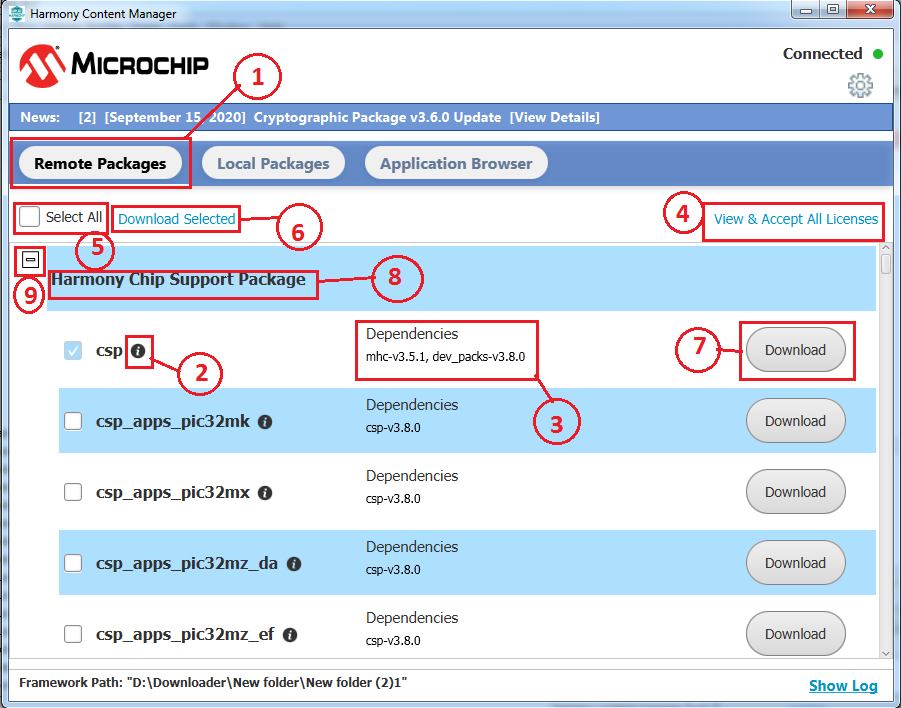 Harmony Content Manager
MICROCHIP
Connected
1
News: [2] [September 15, 2020] Cryptographic Package v3.6.0 Update [View Details]
Remote Packages Local Packages Application Browser
Select All Download Selected View & Accept All Licenses
5 6 4
Harmony Chip Support Package
8
9
csp
Dependencies
mhc-v3.5.1, dev_packs-v3.8.0
Download
2
3
7
csp_apps_pic32mk
Dependencies
csp-v3.8.0
Download
csp_apps_pic32mx
Dependencies
csp-v3.8.0
Download
csp_apps_pic32mz_da
Dependencies
csp-v3.8.0
Download
csp_apps_pic32mz_ef
Dependencies
csp-v3.8.0
Download
Framework Path: "D:\Downloader\New folder\New folder (2)1"
Show Log